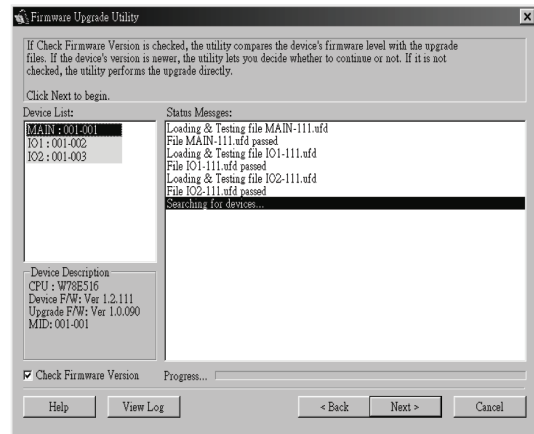 Firmware Upgrade Utility
If Check Firmware Version is checked, the utility compares the device's firmware level with the upgrade
files. If the device's version is newer, the utility lets you decide whether to continue or not. If it is not
checked, the utility performs the upgrade directly.
Click Next to begin.
Device List:
MAIN : 001-001
IO1 : 001-002
IO2 : 001-003
Status Messges:
Loading & Testing file MAIN-111.ufd
File MAIN-111.ufd passed
Loading & Testing file IO1-111.ufd
File IO1-111.ufd passed
Loading & Testing file IO2-111.ufd
File IO2-111.ufd passed
Searching for devices...
Device Description
CPU : W78E516
Device F/W: Ver 1.2.111
Upgrade F/W: Ver 1.0.090
MID: 001-001
Check Firmware Version
Progress...
Help
View Log
< Back
Next >
Cancel